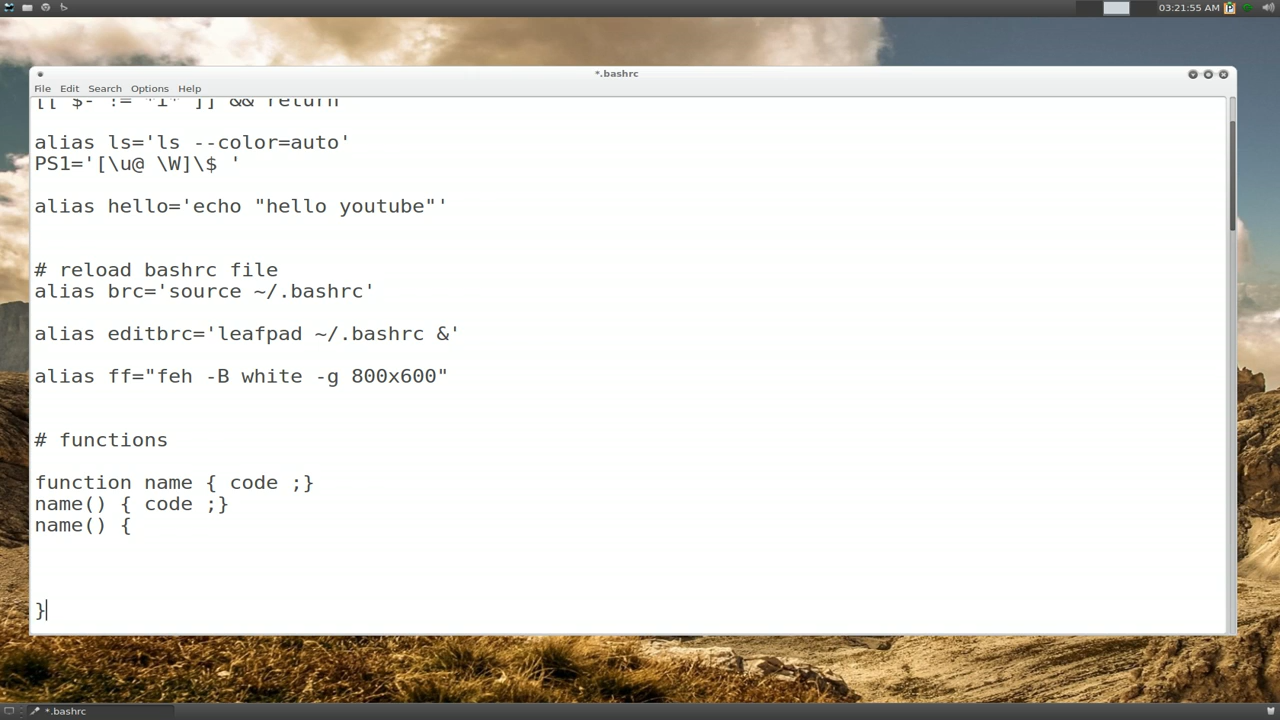 03:21:55 AM
*.bashrc
File Edit Search Options Help
[[ $- != *i* ]] && return
alias ls='ls --color=auto'
PS1='[\u@ \W]\$ '
alias hello='echo "hello youtube"'
# reload bashrc file
alias brc='source ~/.bashrc'
alias editbrc='leafpad ~/.bashrc &'
alias ff="feh -B white -g 800x600"
# functions
function name { code ;}
name() { code ;}
name() {
}
*.bashrc